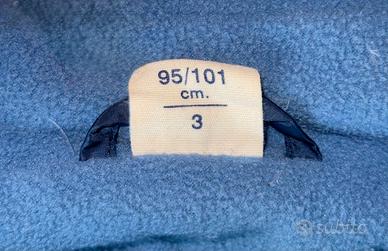 95/101
cm.
3
subito